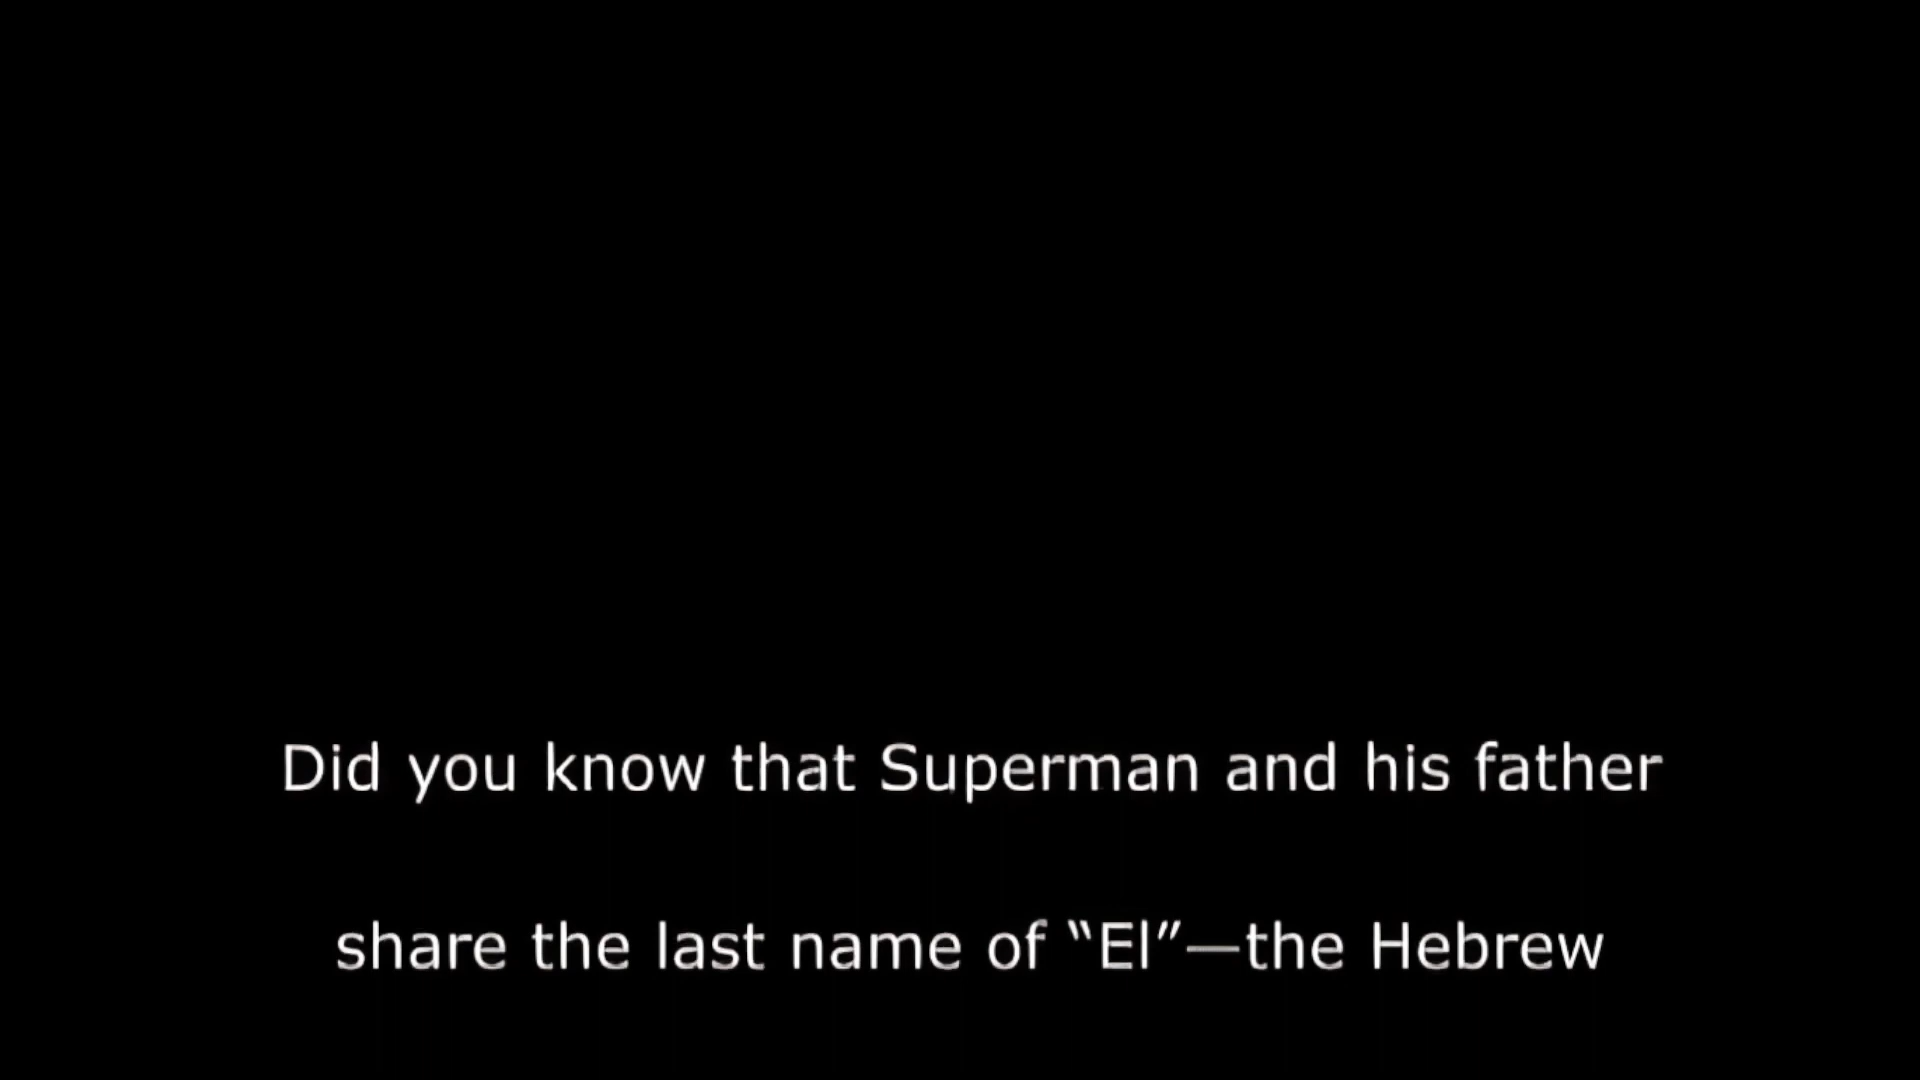 Did you know that Superman and his father
share the last name of “El”—the Hebrew